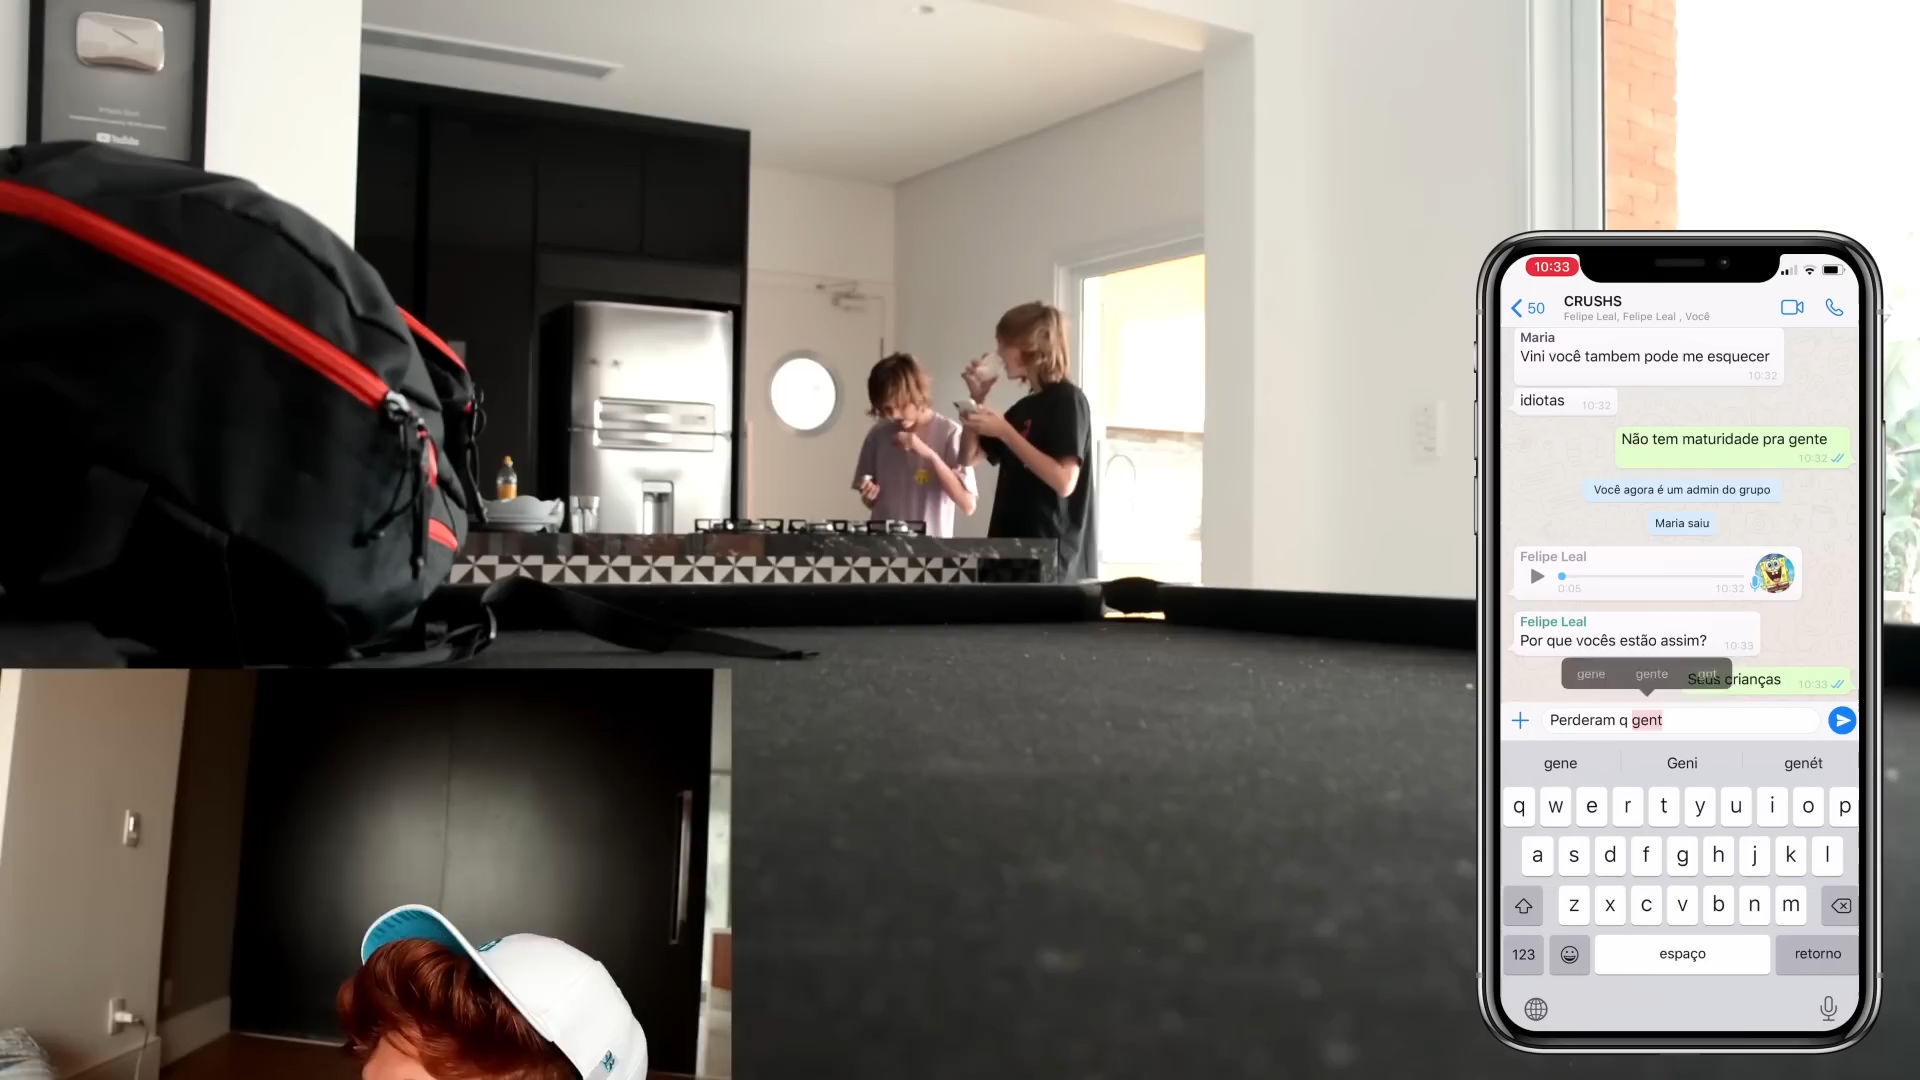 YouTube
10:33
50
CRUSHS
Felipe Leal, Felipe Leal , Você
Maria
Vini você tambem pode me esquecer
10:32
idiotas
10:32
Não tem maturidade pra gente
10:32
Você agora é um admin do grupo
Maria saiu
Felipe Leal
0:05
10:32
Felipe Leal
Por que vocês estão assim?
10:33
gene gente
Seus crianças
10:33
Perderam q gent
gene Geni genét
q w e r t y u i o p
a s d f g h j k l
z x c v b n m
123 espaço retorno